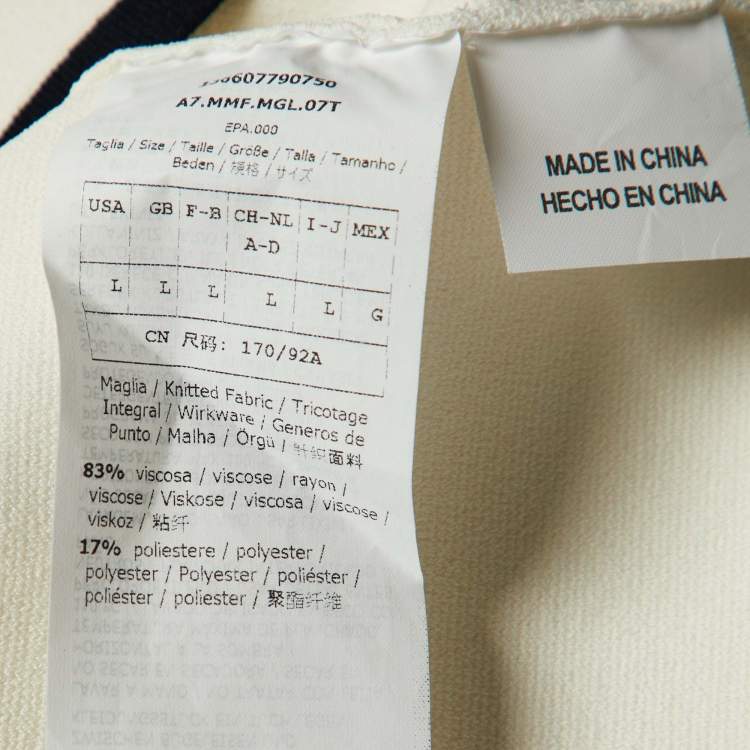 A7.MMF.MGL.07T
EPA.000
Taglia / Size / Taille / Größe / Talla / Tamanho /
Beden / 規格 / サイズ
USA GB F-B CH-NL I-J MEX
A-D
L L L L L G
CN 尺码: 170/92A
Maglia / Knitted Fabric / Tricotage
Integral / Wirkware / Generos de
Punto / Malha / Örgü / 针织面料
83% viscosa / viscose / rayon /
viscose / Viskose / viscosa / viscose /
viskoz / 粘纤
17% poliestere / polyester /
polyester / Polyester / poliéster /
poliéster / poliester / 聚酯纤维
MADE IN CHINA
HECHO EN CHINA